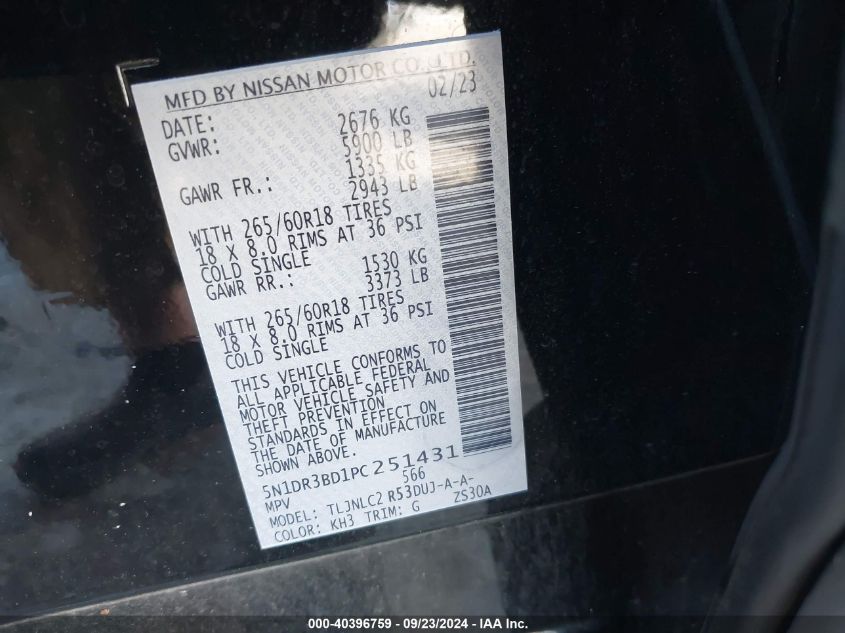 MFD BY NISSAN MOTOR CO., LTD.
DATE: 02/23
GVWR: 2676 KG
5900 LB
GAWR FR.: 1335 KG
2943 LB
WITH 265/60R18 TIRES
18 X 8.0 RIMS AT 36 PSI
COLD SINGLE
GAWR RR.: 1530 KG
3373 LB
WITH 265/60R18 TIRES
18 X 8.0 RIMS AT 36 PSI
COLD SINGLE
THIS VEHICLE CONFORMS TO
ALL APPLICABLE FEDERAL
MOTOR VEHICLE SAFETY AND
THEFT PREVENTION
STANDARDS IN EFFECT ON
THE DATE OF MANUFACTURE
SHOWN ABOVE.
5N1DR3BD1PC251431
MPV 566
MODEL: TLJNLC2 R53DUJ-A-A-
COLOR: KH3 TRIM: G ZS30A
000-40396759 - 09/23/2024 - IAA Inc.